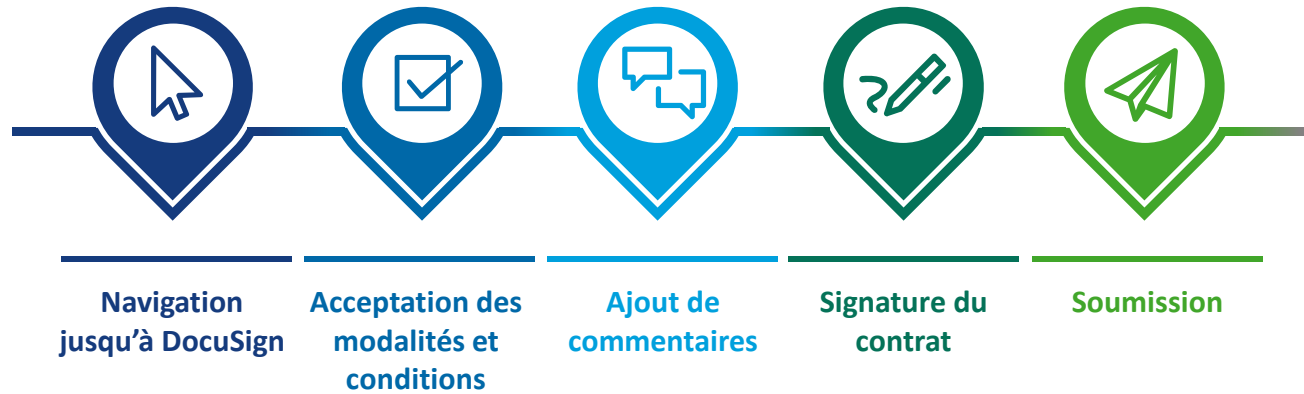 Navigation
jusqu’à DocuSign
Acceptation des
modalités et
conditions
Ajout de
commentaires
Signature du
contrat
Soumission